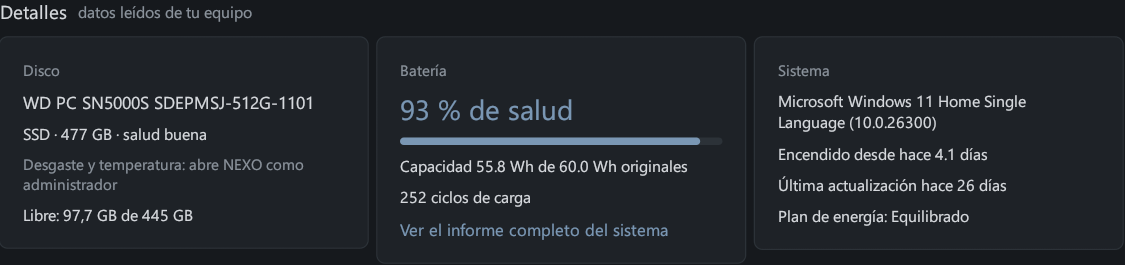 Detalles datos leídos de tu equipo
Disco
WD PC SN5000S SDEPMSJ-512G-1101
SSD · 477 GB · salud buena
Desgaste y temperatura: abre NEXO como
administrador
Libre: 97,7 GB de 445 GB
Batería
93 % de salud
Capacidad 55.8 Wh de 60.0 Wh originales
252 ciclos de carga
Ver el informe completo del sistema
Sistema
Microsoft Windows 11 Home Single
Language (10.0.26300)
Encendido desde hace 4.1 días
Última actualización hace 26 días
Plan de energía: Equilibrado